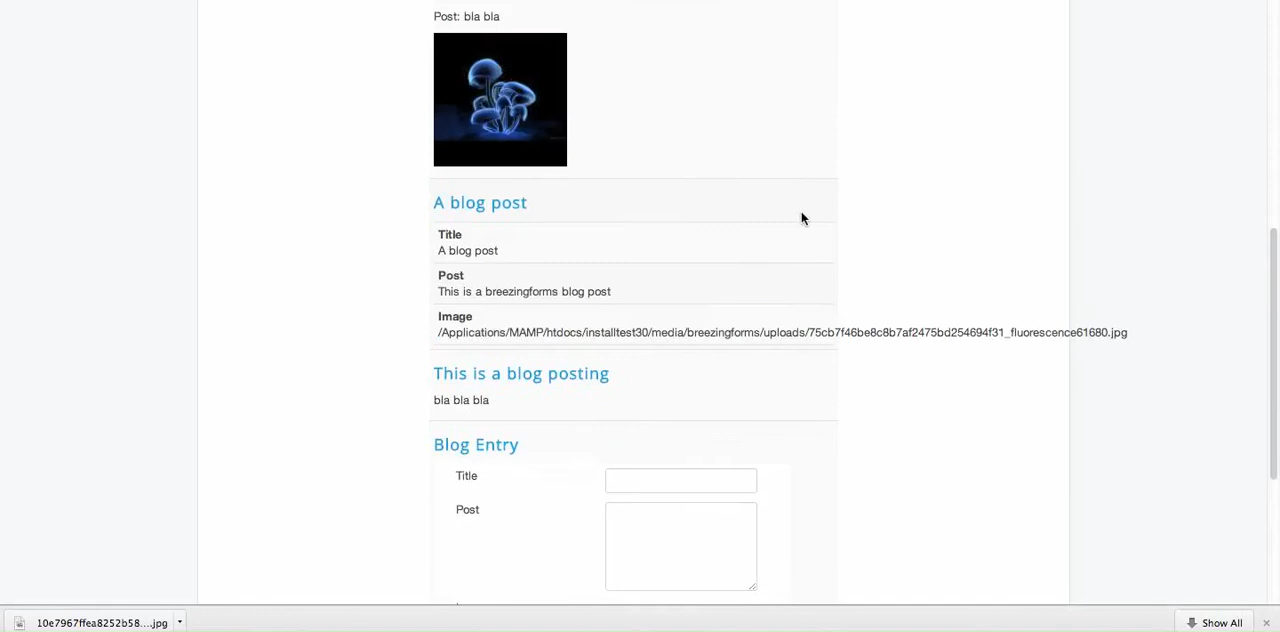 Post: bla bla
A blog post
Title
A blog post
Post
This is a breezingforms blog post
Image
/Applications/MAMP/htdocs/installtest30/media/breezingforms/uploads/75cb7f46be8c8b7af2475bd254694f31_fluorescence61680.jpg
This is a blog posting
bla bla bla
Blog Entry
Title
Post
10e7967ffea8252b58....jpg
Show All